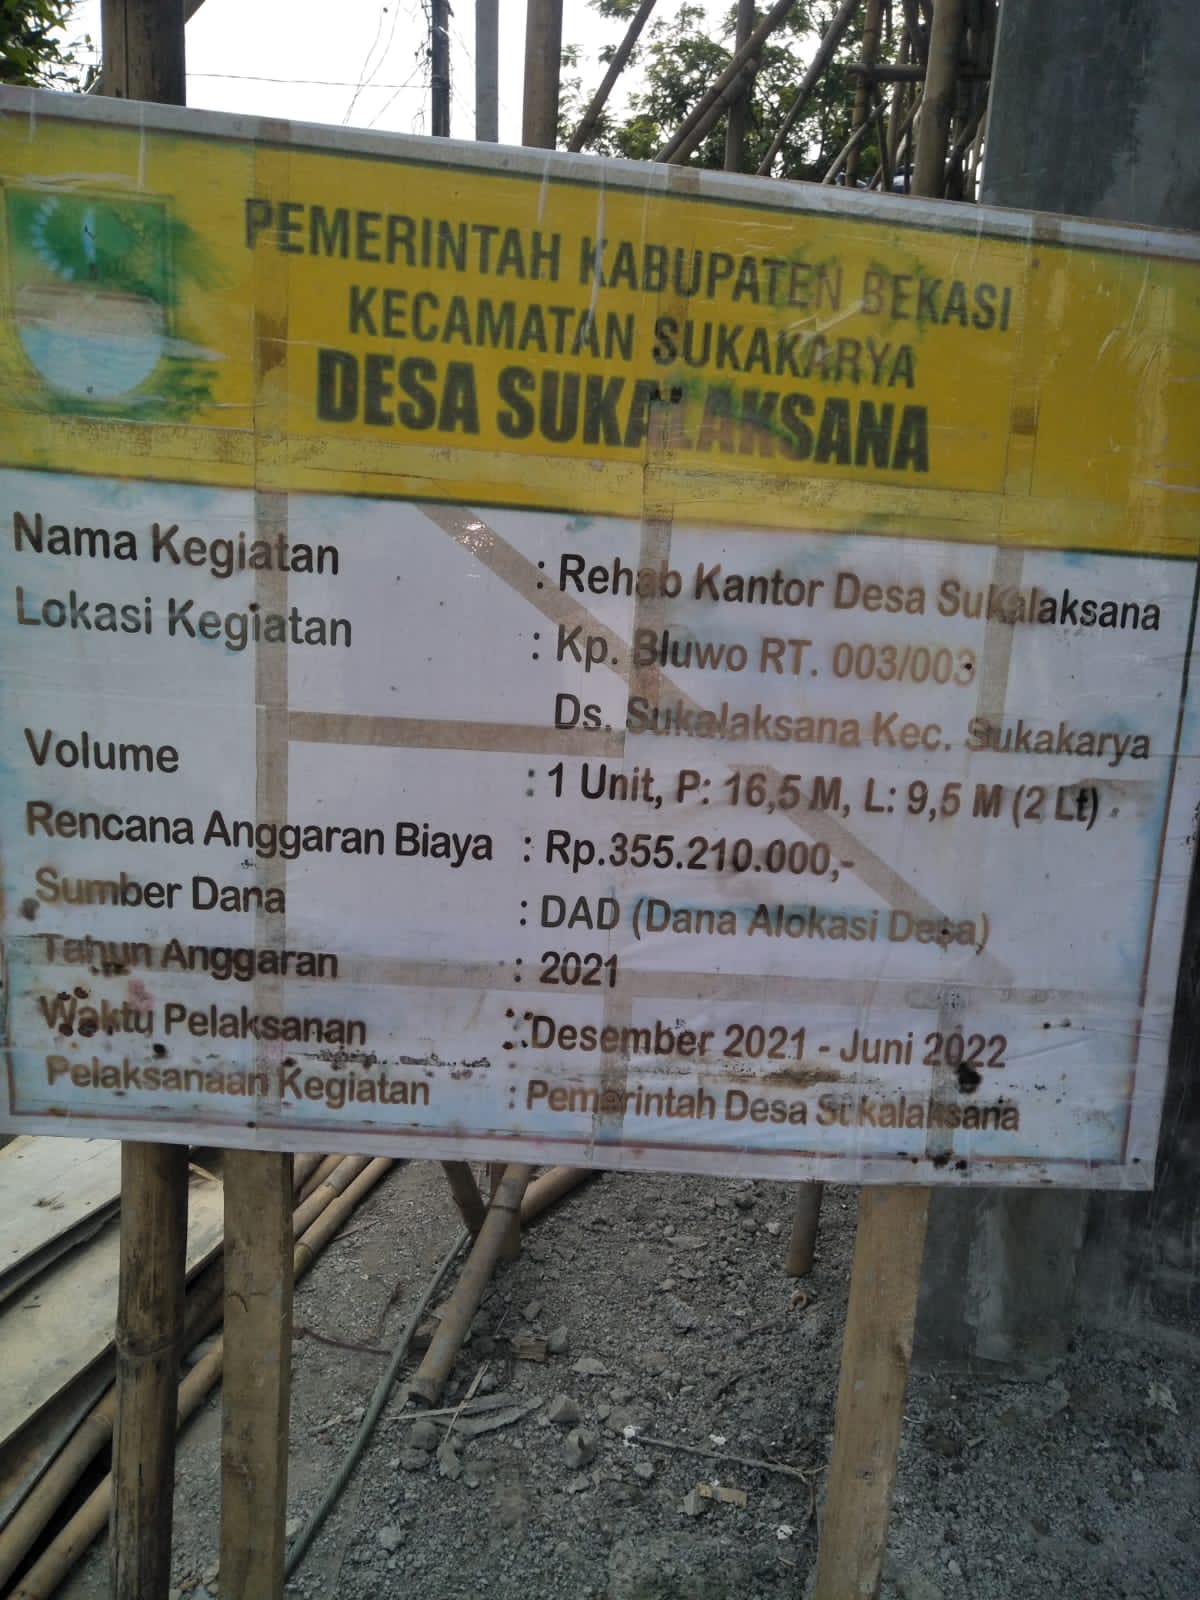 PEMERINTAH KABUPATEN BEKASI
KECAMATAN SUKAKARYA
DESA SUKALAKSANA
Nama Kegiatan : Rehab Kantor Desa Sukalaksana
Lokasi Kegiatan : Kp. Bluwo RT. 003/003
Ds. Sukalaksana Kec. Sukakarya
Volume : 1 Unit, P: 16,5 M, L: 9,5 M (2 Lt)
Rencana Anggaran Biaya : Rp.355.210.000,-
Sumber Dana : DAD (Dana Alokasi Desa)
Tahun Anggaran : 2021
Waktu Pelaksanan : Desember 2021 - Juni 2022
Pelaksanaan Kegiatan : Pemerintah Desa Sukalaksana